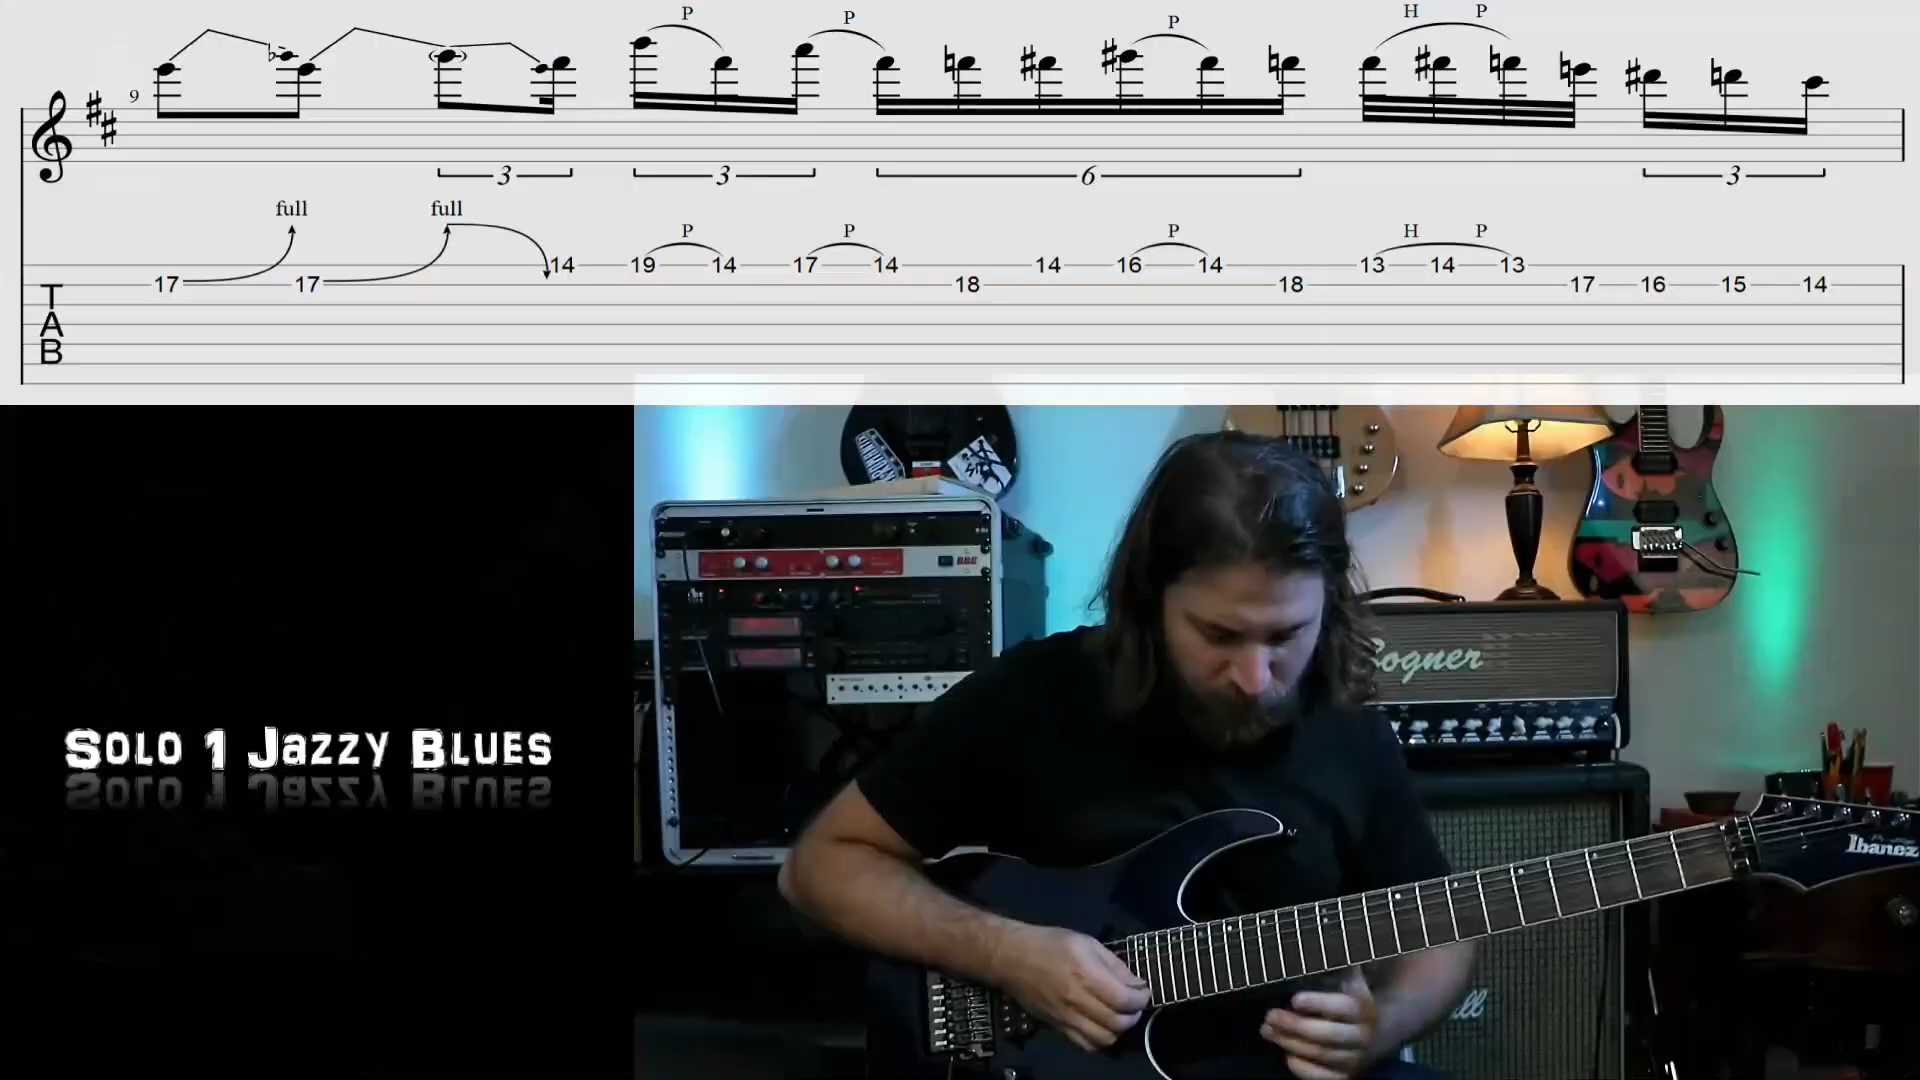 P P P H P
9
3 3 6 3
full full
P P P H P
14 19 14 17 14 14 16 14 13 14 13
17 17 18 18 17 16 15 14
T
A
B
BBE
Bogner
Solo 1 Jazzy Blues
Ibanez